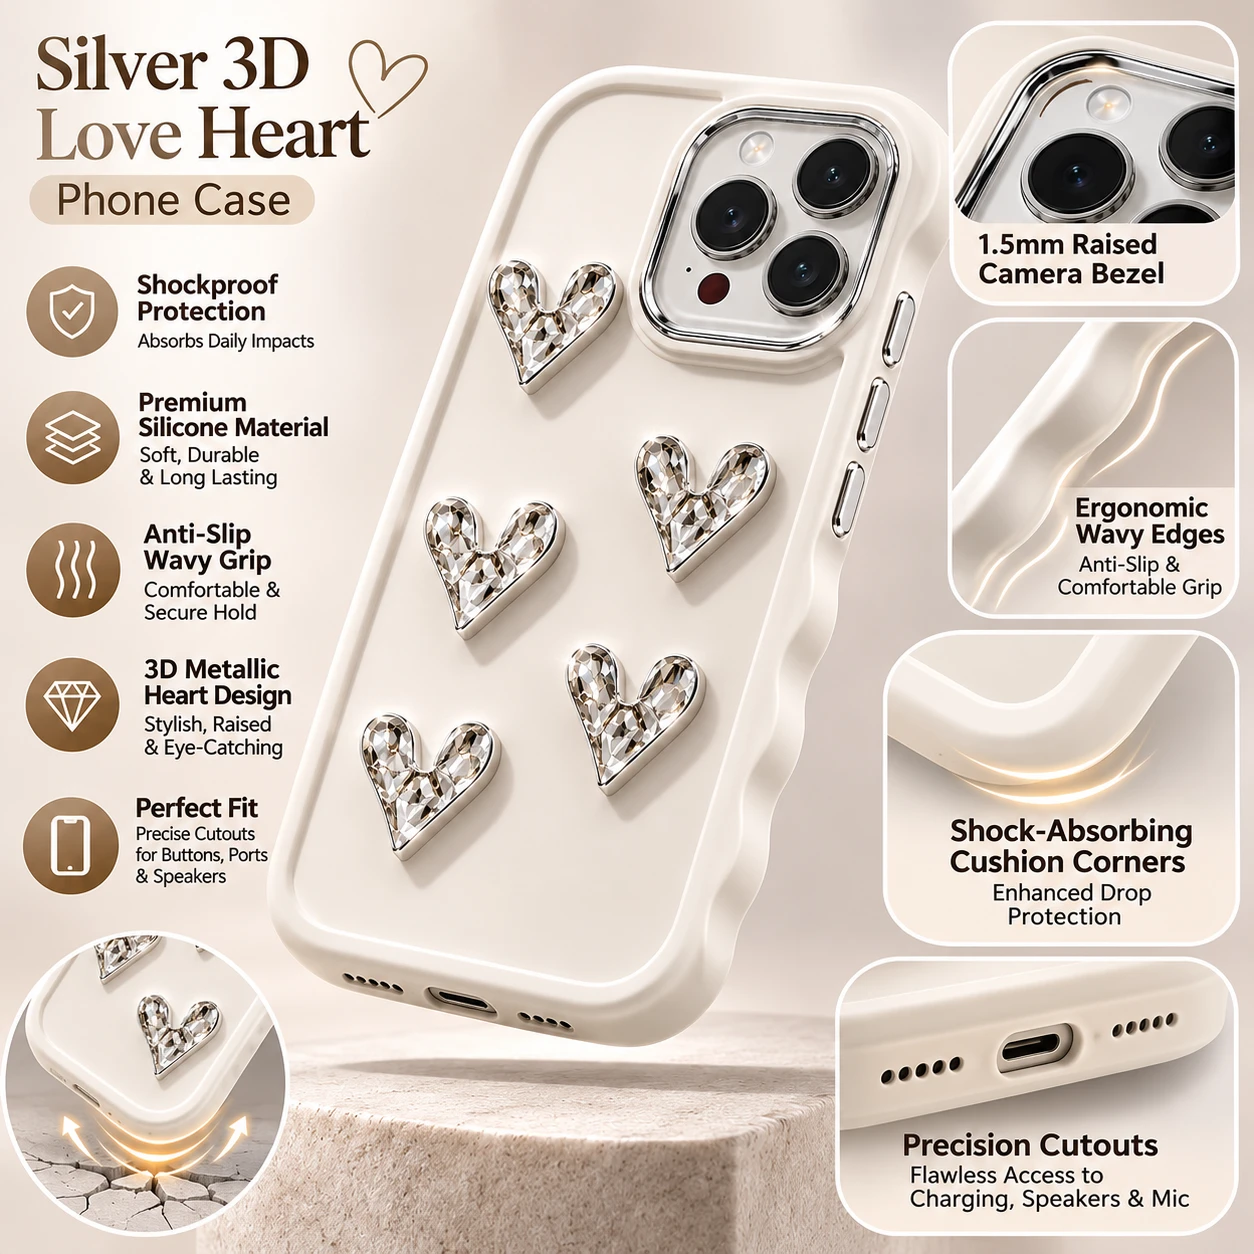 Silver 3D
Love Heart
Phone Case
Shockproof
Protection
Absorbs Daily Impacts
Premium
Silicone Material
Soft, Durable
& Long Lasting
Anti-Slip
Wavy Grip
Comfortable &
Secure Hold
3D Metallic
Heart Design
Stylish, Raised
& Eye-Catching
Perfect Fit
Precise Cutouts
for Buttons, Ports
& Speakers
1.5mm Raised
Camera Bezel
Ergonomic
Wavy Edges
Anti-Slip &
Comfortable Grip
Shock-Absorbing
Cushion Corners
Enhanced Drop
Protection
Precision Cutouts
Flawless Access to
Charging, Speakers & Mic